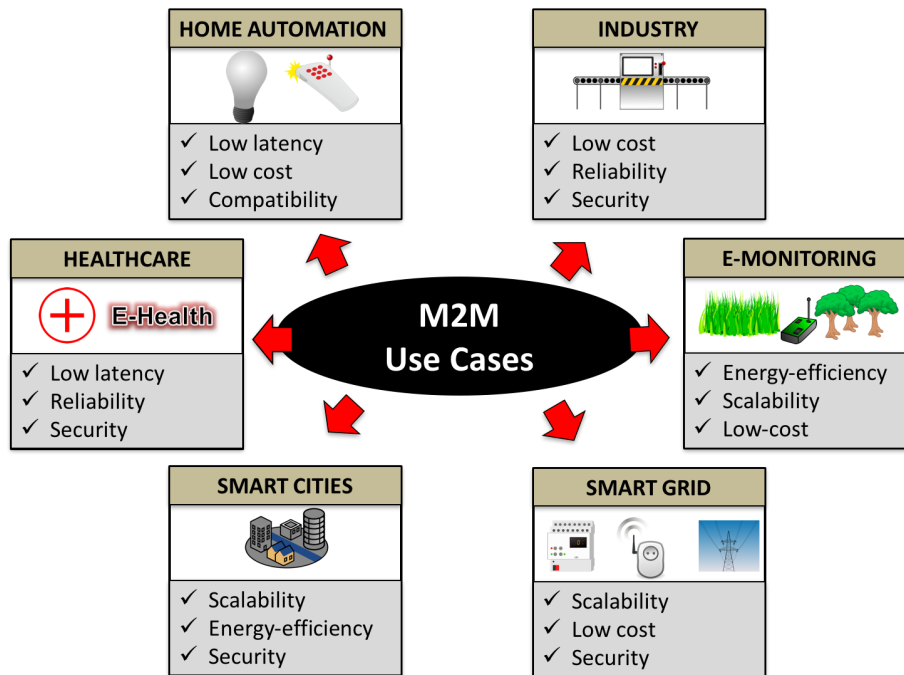 HOME AUTOMATION
✓ Low latency
✓ Low cost
✓ Compatibility
INDUSTRY
✓ Low cost
✓ Reliability
✓ Security
HEALTHCARE
E-Health
✓ Low latency
✓ Reliability
✓ Security
M2M
Use Cases
E-MONITORING
✓ Energy-efficiency
✓ Scalability
✓ Low-cost
SMART CITIES
✓ Scalability
✓ Energy-efficiency
✓ Security
SMART GRID
✓ Scalability
✓ Low cost
✓ Security